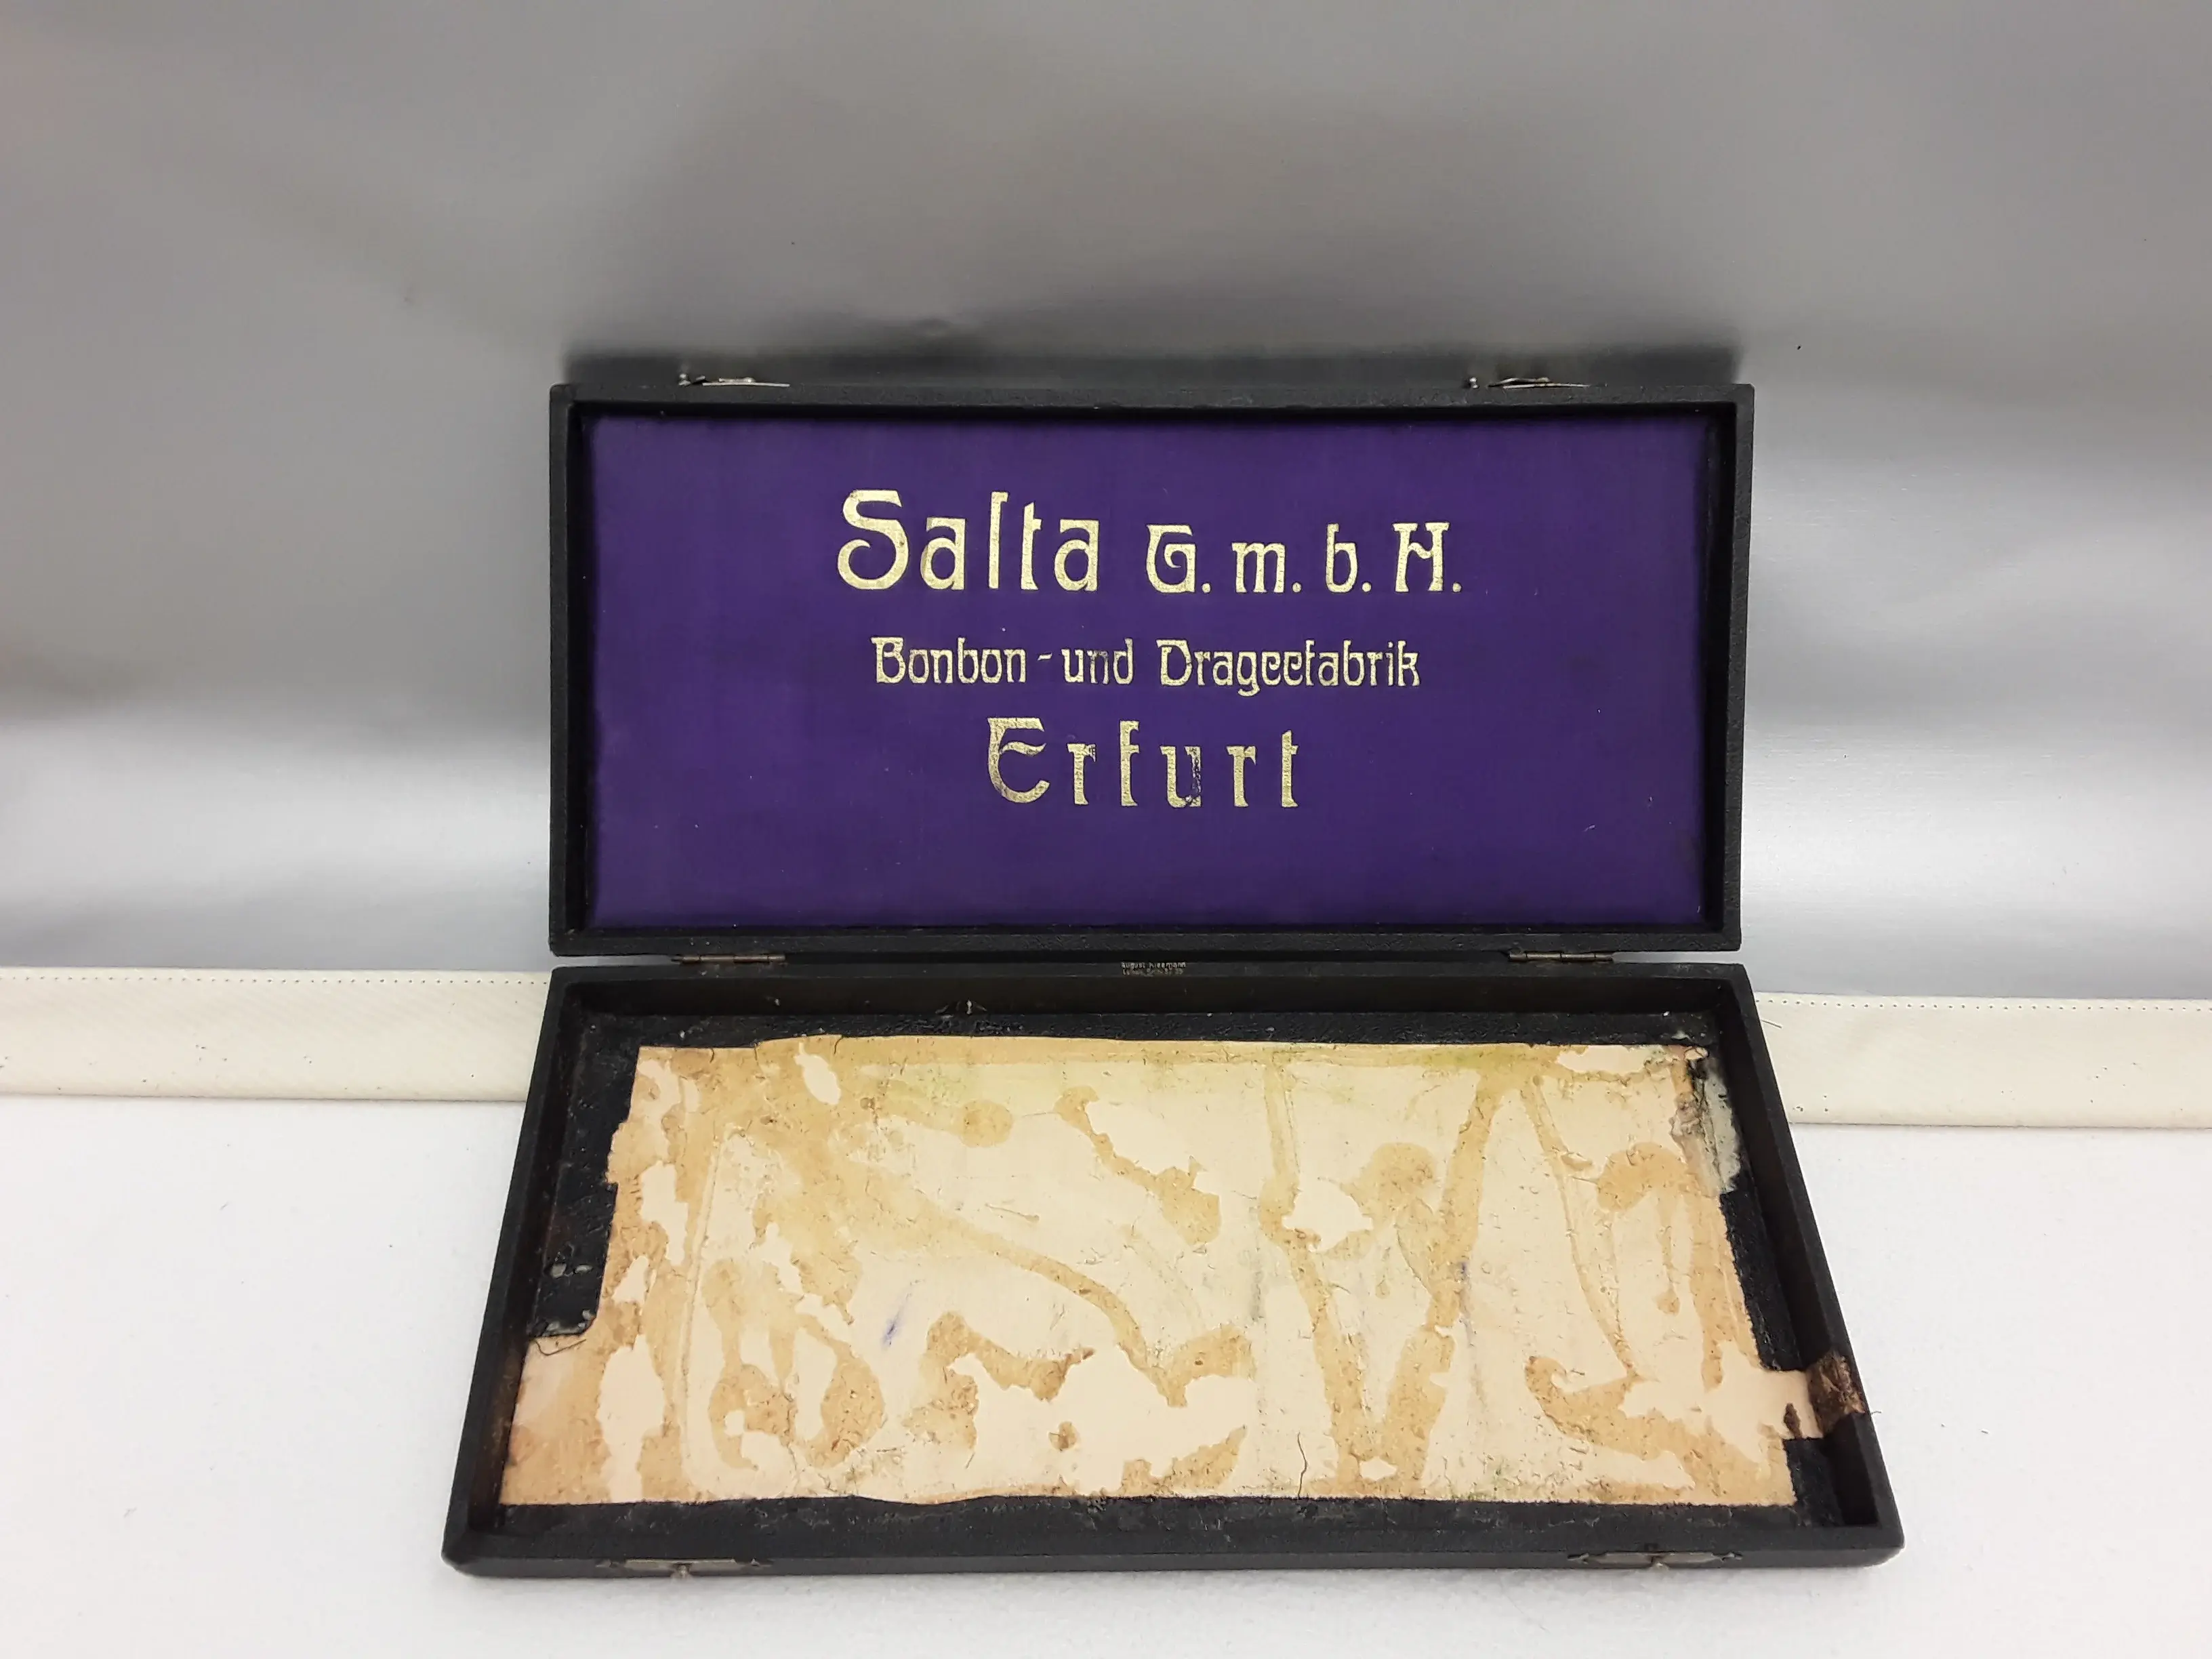 Salta G. m. b. H.
Bonbon - und Drageefabrik
Erfurt